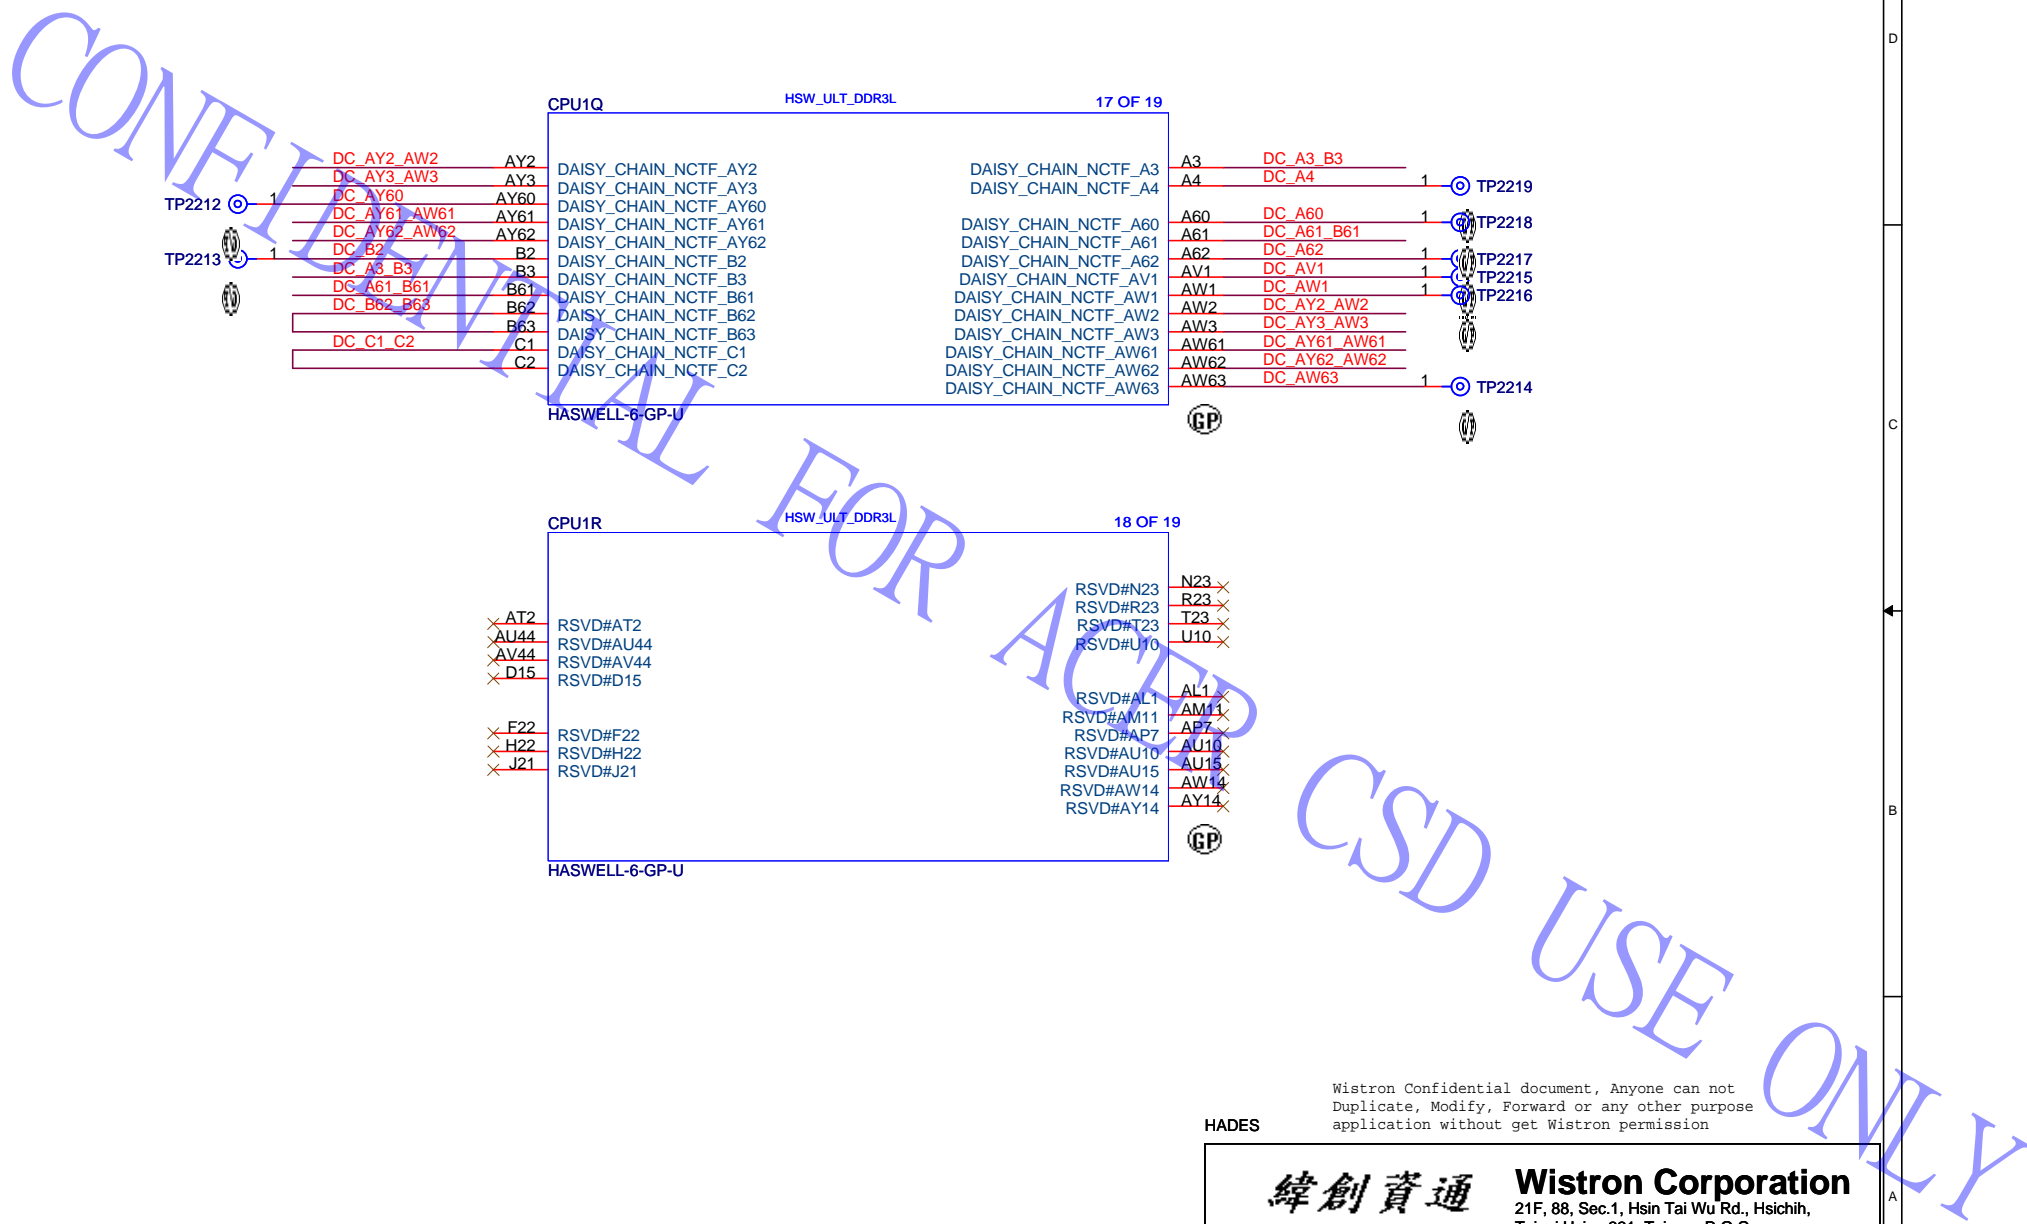 D
CPU1Q HSW_ULT_DDR3L 17 OF 19
DC_AY2_AW2 AY2 DAISY_CHAIN_NCTF_AY2
DC_AY3_AW3 AY3 DAISY_CHAIN_NCTF_AY3
TP2212 1 DC_AY60 AY60 DAISY_CHAIN_NCTF_AY60
DC_AY61_AW61 AY61 DAISY_CHAIN_NCTF_AY61
DC_AY62_AW62 AY62 DAISY_CHAIN_NCTF_AY62
TP2213 1 DC_B2 B2 DAISY_CHAIN_NCTF_B2
DC_A3_B3 B3 DAISY_CHAIN_NCTF_B3
DC_A61_B61 B61 DAISY_CHAIN_NCTF_B61
DC_B62_B63 B62 DAISY_CHAIN_NCTF_B62
B63 DAISY_CHAIN_NCTF_B63
DC_C1_C2 C1 DAISY_CHAIN_NCTF_C1
C2 DAISY_CHAIN_NCTF_C2
DAISY_CHAIN_NCTF_A3 A3 DC_A3_B3
DAISY_CHAIN_NCTF_A4 A4 DC_A4 1 TP2219
DAISY_CHAIN_NCTF_A60 A60 DC_A60 1 TP2218
DAISY_CHAIN_NCTF_A61 A61 DC_A61_B61
DAISY_CHAIN_NCTF_A62 A62 DC_A62 1 TP2217
DAISY_CHAIN_NCTF_AV1 AV1 DC_AV1 1 TP2215
DAISY_CHAIN_NCTF_AW1 AW1 DC_AW1 1 TP2216
DAISY_CHAIN_NCTF_AW2 AW2 DC_AY2_AW2
DAISY_CHAIN_NCTF_AW3 AW3 DC_AY3_AW3
DAISY_CHAIN_NCTF_AW61 AW61 DC_AY61_AW61
DAISY_CHAIN_NCTF_AW62 AW62 DC_AY62_AW62
DAISY_CHAIN_NCTF_AW63 AW63 DC_AW63 1 TP2214
HASWELL-6-GP-U
GP
C
CPU1R HSW_ULT_DDR3L 18 OF 19
AT2 RSVD#AT2
AU44 RSVD#AU44
AV44 RSVD#AV44
D15 RSVD#D15
F22 RSVD#F22
H22 RSVD#H22
J21 RSVD#J21
RSVD#N23 N23
RSVD#R23 R23
RSVD#T23 T23
RSVD#U10 U10
RSVD#AL1 AL1
RSVD#AM11 AM11
RSVD#AP7 AP7
RSVD#AU10 AU10
RSVD#AU15 AU15
RSVD#AW14 AW14
RSVD#AY14 AY14
GP
HASWELL-6-GP-U
B
CONFIDENTIAL FOR ACER CSD USE ONLY
Wistron Confidential document, Anyone can not
Duplicate, Modify, Forward or any other purpose
application without get Wistron permission
HADES
緯創資通
Wistron Corporation
21F, 88, Sec.1, Hsin Tai Wu Rd., Hsichih,
A